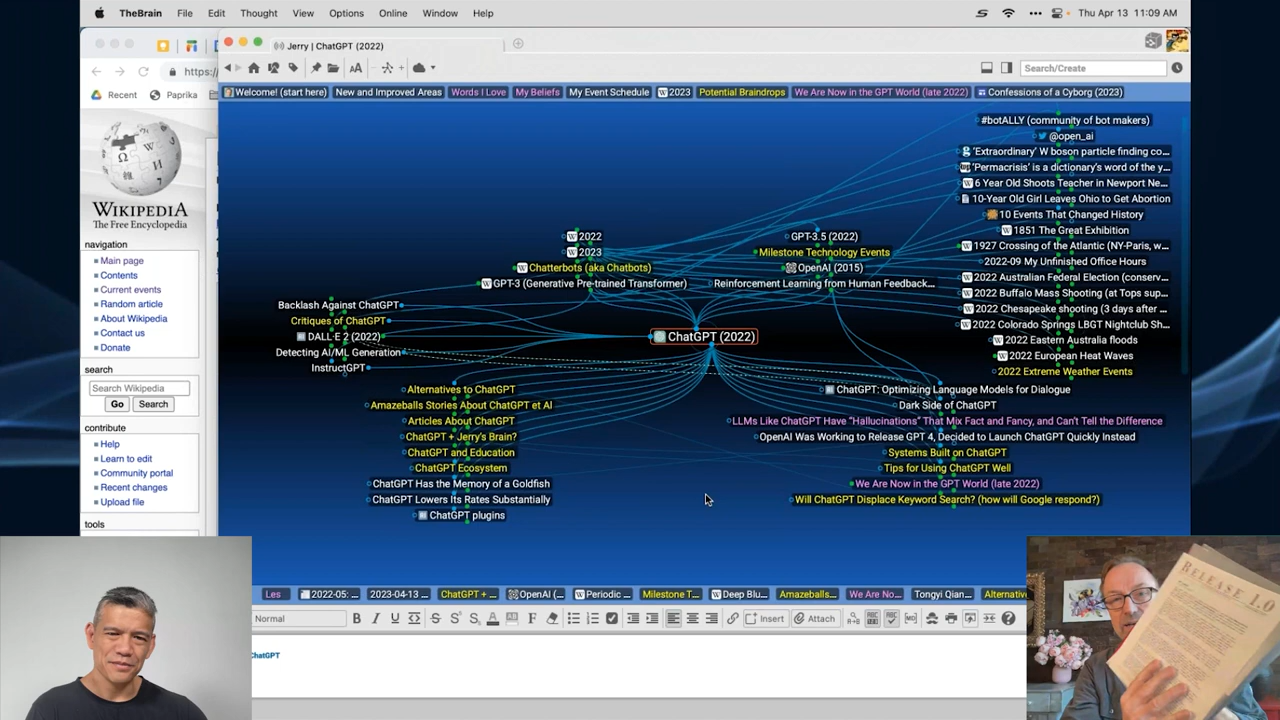 TheBrain File Edit Thought View Options Online Window Help Thu Apr 13 11:09 AM
Jerry | ChatGPT (2022)
https:/
AA
Search/Create
Recent Paprika
Welcome! (start here) New and Improved Areas Words I Love My Beliefs My Event Schedule 2023 Potential Braindrops We Are Now in the GPT World (late 2022) Confessions of a Cyborg (2023)
WIKIPEDIA
The Free Encyclopedia
navigation
Main page
Contents
Current events
Random article
About Wikipedia
Contact us
Donate
search
Search Wikipedia
Go Search
contribute
Help
Learn to edit
Community portal
Recent changes
Upload file
tools
2022
2023
Chatterbots (aka Chatbots)
GPT-3 (Generative Pre-trained Transformer)
GPT-3.5 (2022)
Milestone Technology Events
OpenAI (2015)
Reinforcement Learning from Human Feedback...
#botALLY (community of bot makers)
@open_ai
'Extraordinary' W boson particle finding co...
'Permacrisis' is a dictionary's word of the y...
6 Year Old Shoots Teacher in Newport Ne...
10-Year Old Girl Leaves Ohio to Get Abortion
10 Events That Changed History
1851 The Great Exhibition
1927 Crossing of the Atlantic (NY-Paris, w...
2022-09 My Unfinished Office Hours
2022 Australian Federal Election (conserv...
2022 Buffalo Mass Shooting (at Tops sup...
2022 Chesapeake shooting (3 days after ...
2022 Colorado Springs LBGT Nightclub Sh...
2022 Eastern Australia floods
2022 European Heat Waves
2022 Extreme Weather Events
Backlash Against ChatGPT
Critiques of ChatGPT
DALL·E 2 (2022)
Detecting AI/ML Generation
InstructGPT
ChatGPT (2022)
Alternatives to ChatGPT
Amazeballs Stories About ChatGPT et Al
Articles About ChatGPT
ChatGPT + Jerry's Brain?
ChatGPT and Education
ChatGPT Ecosystem
ChatGPT Has the Memory of a Goldfish
ChatGPT Lowers Its Rates Substantially
ChatGPT plugins
ChatGPT: Optimizing Language Models for Dialogue
Dark Side of ChatGPT
LLMs Like ChatGPT Have "Hallucinations" That Mix Fact and Fancy, and Can't Tell the Difference
OpenAI Was Working to Release GPT 4, Decided to Launch ChatGPT Quickly Instead
Systems Built on ChatGPT
Tips for Using ChatGPT Well
We Are Now in the GPT World (late 2022)
Will ChatGPT Displace Keyword Search? (how will Google respond?)
Les 2022-05: ... 2023-04-13 ... ChatGPT + ... OpenAI (... Periodic ... Milestone T... Deep Blu... Amazeballs... We Are No... Tongyi Qian... Alternativ
Normal B I U S S S A F Insert Attach
ChatGPT
RELEASE 1.0